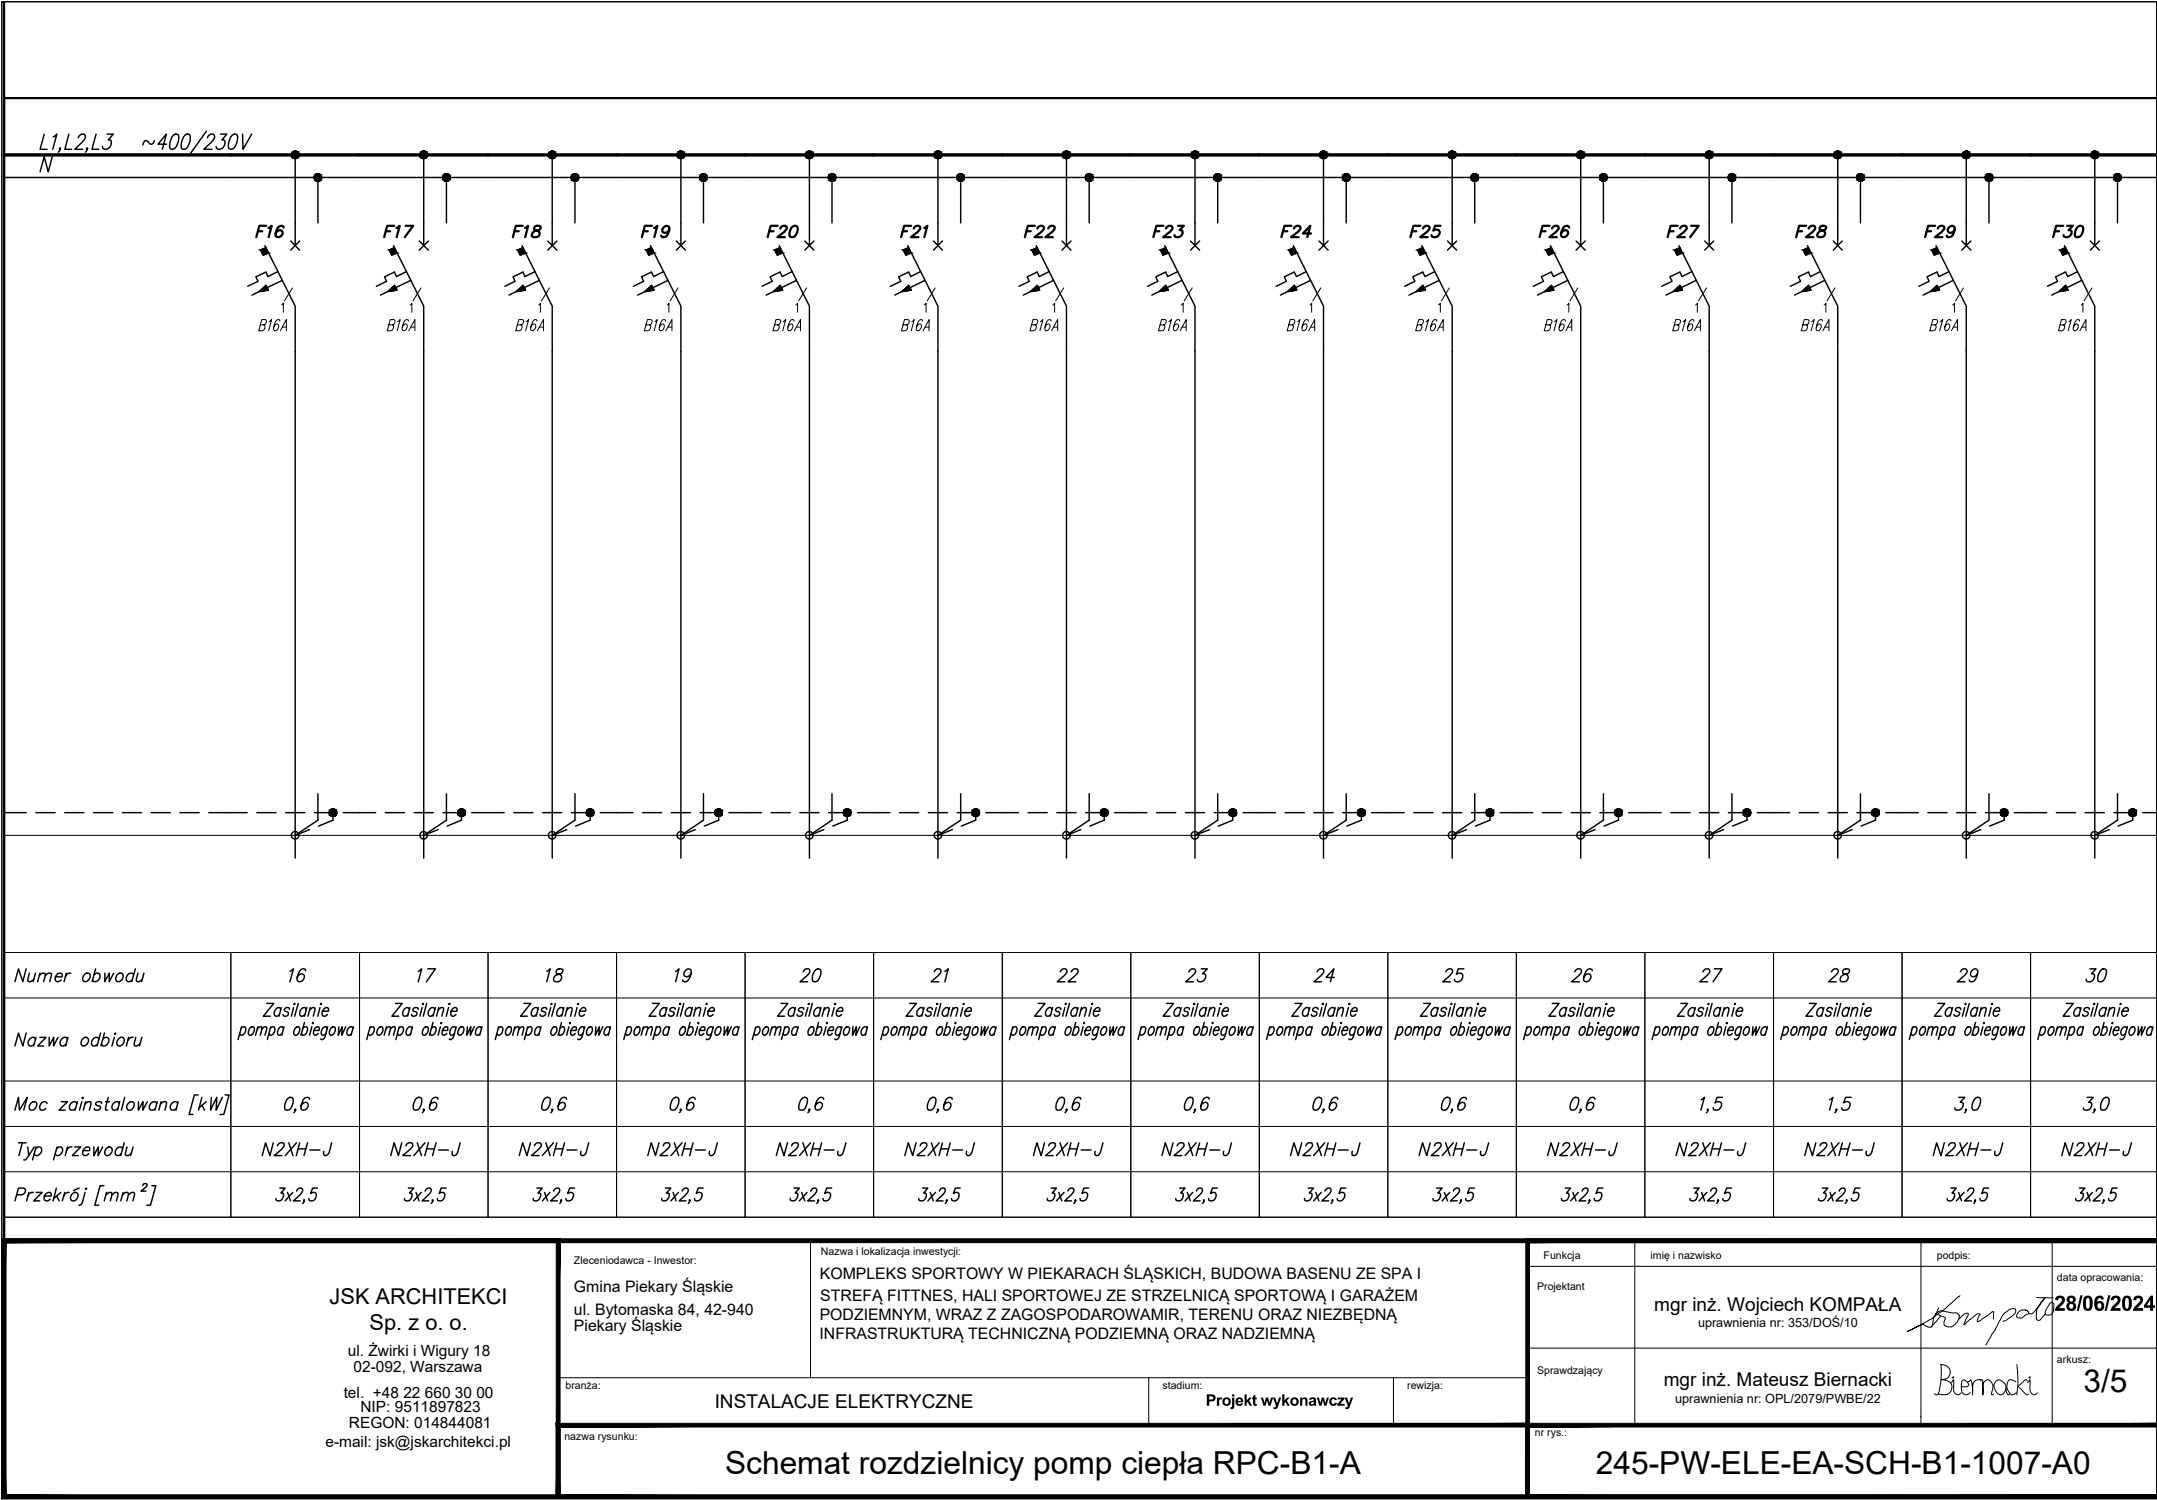 L1,L2,L3 ~400/230V
N
F16 F17 F18 F19 F20 F21 F22 F23 F24 F25 F26 F27 F28 F29 F30
1 1 1 1 1 1 1 1 1 1 1 1 1 1 1
B16A B16A B16A B16A B16A B16A B16A B16A B16A B16A B16A B16A B16A B16A B16A
Numer obwodu 16 17 18 19 20 21 22 23 24 25 26 27 28 29 30
Nazwa odbioru
Zasilanie Zasilanie Zasilanie Zasilanie Zasilanie Zasilanie Zasilanie Zasilanie Zasilanie Zasilanie Zasilanie Zasilanie Zasilanie Zasilanie Zasilanie
pompa obiegowa pompa obiegowa pompa obiegowa pompa obiegowa pompa obiegowa pompa obiegowa pompa obiegowa pompa obiegowa pompa obiegowa pompa obiegowa pompa obiegowa pompa obiegowa pompa obiegowa pompa obiegowa pompa obiegowa
Moc zainstalowana [kW] 0,6 0,6 0,6 0,6 0,6 0,6 0,6 0,6 0,6 0,6 0,6 1,5 1,5 3,0 3,0
Typ przewodu N2XH-J N2XH-J N2XH-J N2XH-J N2XH-J N2XH-J N2XH-J N2XH-J N2XH-J N2XH-J N2XH-J N2XH-J N2XH-J N2XH-J N2XH-J
Przekrój [mm²] 3x2,5 3x2,5 3x2,5 3x2,5 3x2,5 3x2,5 3x2,5 3x2,5 3x2,5 3x2,5 3x2,5 3x2,5 3x2,5 3x2,5 3x2,5
JSK ARCHITEKCI
Sp. z o. o.
ul. Żwirki i Wigury 18
02-092, Warszawa
tel. +48 22 660 30 00
NIP: 9511897823
REGON: 014844081
e-mail: jsk@jskarchitekci.pl
Zleceniodawca - Inwestor:
Gmina Piekary Śląskie
ul. Bytomaska 84, 42-940
Piekary Śląskie
Nazwa i lokalizacja inwestycji:
KOMPLEKS SPORTOWY W PIEKARACH ŚLĄSKICH, BUDOWA BASENU ZE SPA I
STREFĄ FITTNES, HALI SPORTOWEJ ZE STRZELNICĄ SPORTOWĄ I GARAŻEM
PODZIEMNYM, WRAZ Z ZAGOSPODAROWAMIR, TERENU ORAZ NIEZBĘDNĄ
INFRASTRUKTURĄ TECHNICZNĄ PODZIEMNĄ ORAZ NADZIEMNĄ
branża:
INSTALACJE ELEKTRYCZNE
stadium:
Projekt wykonawczy
rewizja:
nazwa rysunku:
Schemat rozdzielnicy pomp ciepła RPC-B1-A
Funkcja imię i nazwisko podpis:
Projektant
mgr inż. Wojciech KOMPAŁA
uprawnienia nr: 353/DOŚ/10
Kompała
data opracowania:
28/06/2024
Sprawdzający
mgr inż. Mateusz Biernacki
uprawnienia nr: OPL/2079/PWBE/22
Biernacki
arkusz:
3/5
nr rys.:
245-PW-ELE-EA-SCH-B1-1007-A0